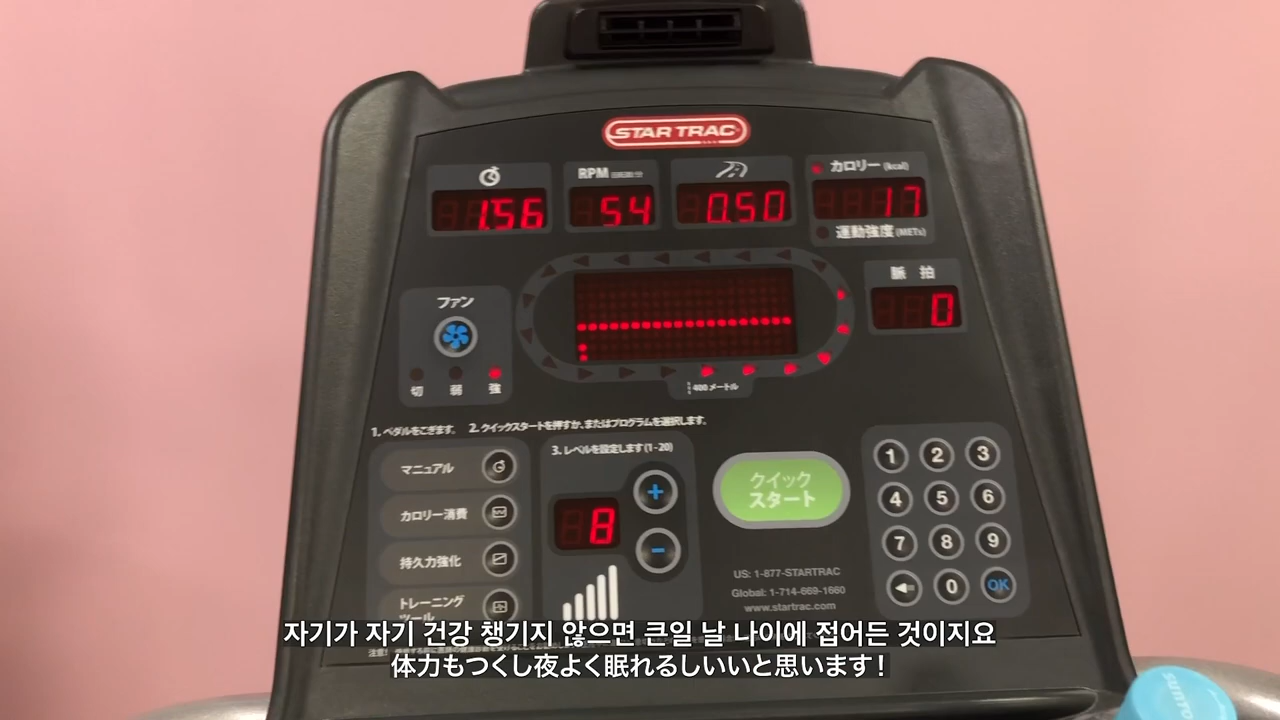 STAR TRAC
RPM
カロリー (kcal)
1:56
54
0.50
17
運動強度 (METs)
脈 拍
0
ファン
切 弱 強
400メートル
1. ペダルをこぎます。 2. クイックスタートを押すか、またはプログラムを選択します。
3. レベルを設定します (1-20)
マニュアル
カロリー消費
持久力強化
トレーニング
ツール
8
+
−
クイック
スタート
1 2 3
4 5 6
7 8 9
0 OK
US: 1-877-STARTRAC
Global: 1-714-669-1660
www.startrac.com
자기가 자기 건강 챙기지 않으면 큰일 날 나이에 접어든 것이지요
体力もつくし夜よく眠れるしいいと思います!